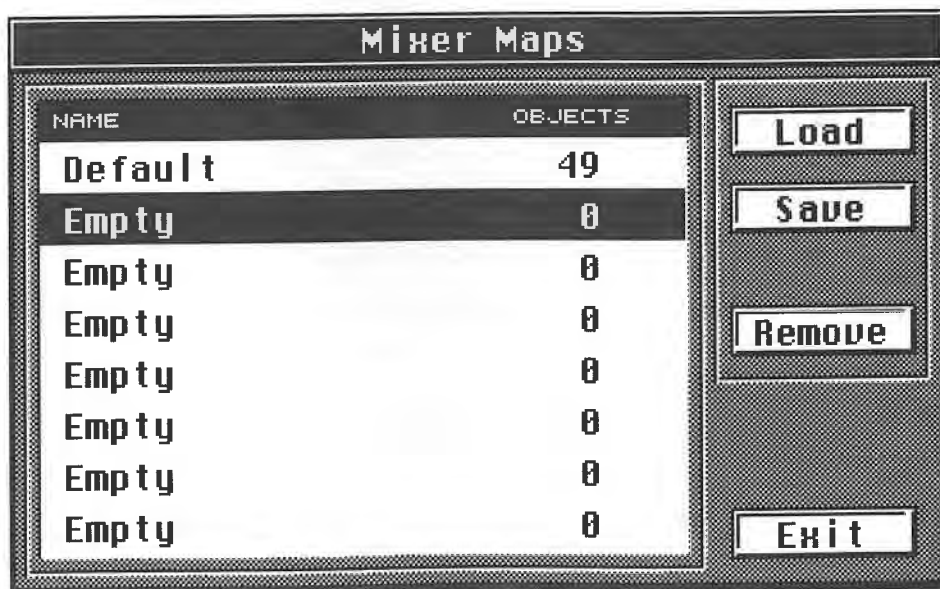 Mixer Maps
NAME OBJECTS
Default 49
Empty 0
Empty 0
Empty 0
Empty 0
Empty 0
Empty 0
Empty 0
Load
Save
Remove
Exit